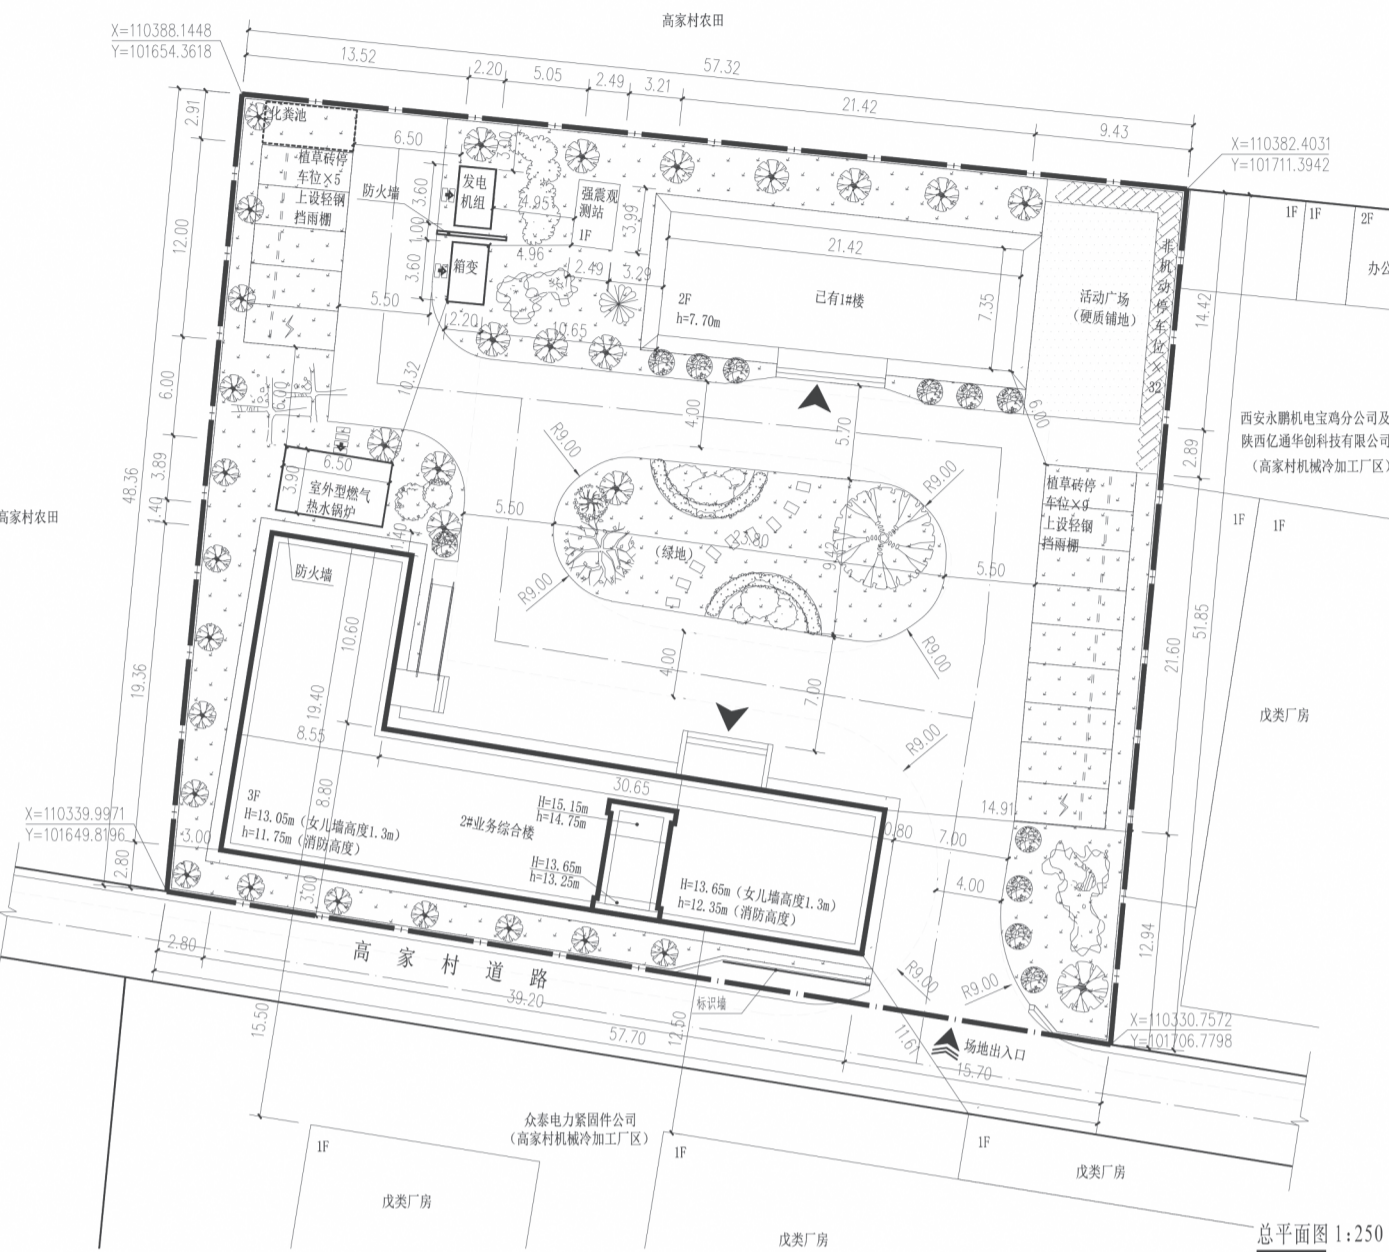 高家村农田
X=110388.1448
Y=101654.3618
57.32
13.52
2.20
5.05
2.49
3.21
21.42
9.43
X=110382.4031
Y=101711.3942
2.91
化粪池
6.50
植草砖停
车位×5
上设轻钢
挡雨棚
防火墙
3.60
发电
机组
4.95
强震观
测站
1F
3.99
1.00
3.60
箱变
4.96
2.49
3.29
21.42
2F
h=7.70m
已有1#楼
7.35
活动广场
(硬质铺地)
非机动停车位×32
14.42
1F
1F
2F
办公
12.00
5.50
2.20
10.65
10.32
6.00
6.00
4.00
5.70
6.00
西安永鹏机电宝鸡分公司及
陕西亿通华创科技有限公司
(高家村机械冷加工厂区)
2.89
48.36
3.89
1.40
高家村农田
6.50
3.90
室外型燃气
热水锅炉
1.40
5.50
R9.00
R9.00
R9.00
R9.00
(绿地)
9.42
5.50
植草砖停
车位×9
上设轻钢
挡雨棚
1F
1F
51.85
21.60
防火墙
10.60
19.40
8.55
8.80
19.36
4.00
7.00
R9.00
戊类厂房
30.65
3F
H=13.05m(女儿墙高度1.3m)
h=11.75m(消防高度)
2#业务综合楼
H=15.15m
h=14.75m
H=13.65m
h=13.25m
H=13.65m(女儿墙高度1.3m)
h=12.35m(消防高度)
0.80
7.00
14.91
4.00
X=110339.9971
Y=101649.8196
3.00
2.80
3.00
2.80
高家村道路
39.20
57.70
15.50
12.50
标识墙
R9.00
R9.00
11.61
场地出入口
15.70
12.94
X=110330.7572
Y=101706.7798
众泰电力紧固件公司
(高家村机械冷加工厂区)
1F
1F
1F
戊类厂房
戊类厂房
戊类厂房
总平面图 1:250